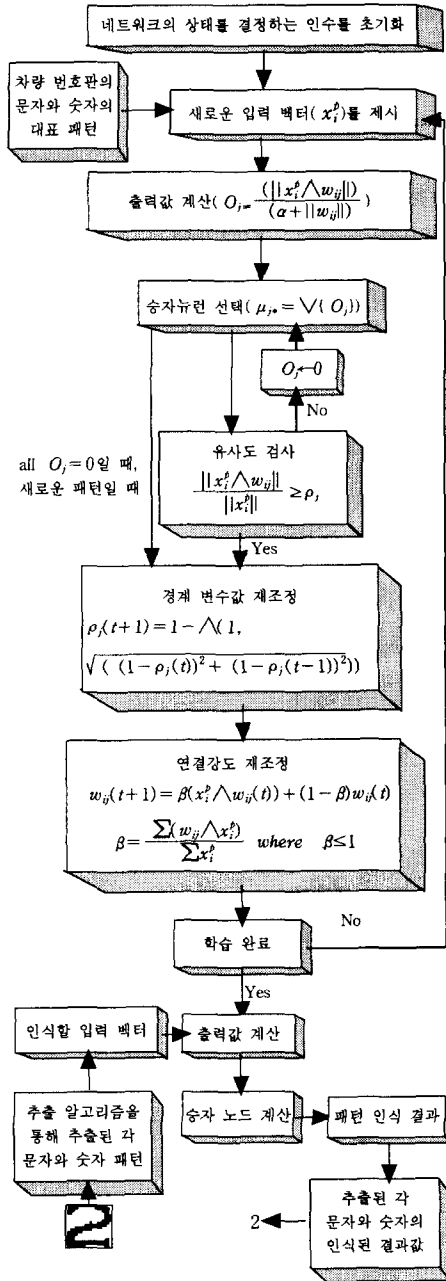 네트워크의 상태를 결정하는 인수를 초기화
차량 번호판의
문자와 숫자의
대표 패턴
새로운 입력 벡터( x_i^p)를 제시
출력값 계산( O_j= (||x_i^p⋀w_ij||) / (α+||w_ij||) )
승자뉴런 선택( μ_j* = ⋁{ O_j})
O_j←0
No
all O_j=0일 때,
새로운 패턴일 때
유사도 검사
||x_i^p⋀w_ij|| / ||x_i^p|| ≥ρ_j
Yes
경계 변수값 재조정
ρ_j(t+1)=1-⋀(1,
√( (1-ρ_j(t))² + (1-ρ_j(t-1))²))
연결강도 재조정
w_ij(t+1)=β(x_i^p⋀w_ij(t))+(1-β)w_ij(t)
β= ∑(w_ij⋀x_i^p) / ∑x_i^p where β≤1
학습 완료
No
Yes
인식할 입력 벡터
출력값 계산
추출 알고리즘을
통해 추출된 각
문자와 숫자 패턴
승자 노드 계산
패턴 인식 결과
2
추출된 각
문자와 숫자의
인식된 결과값
2